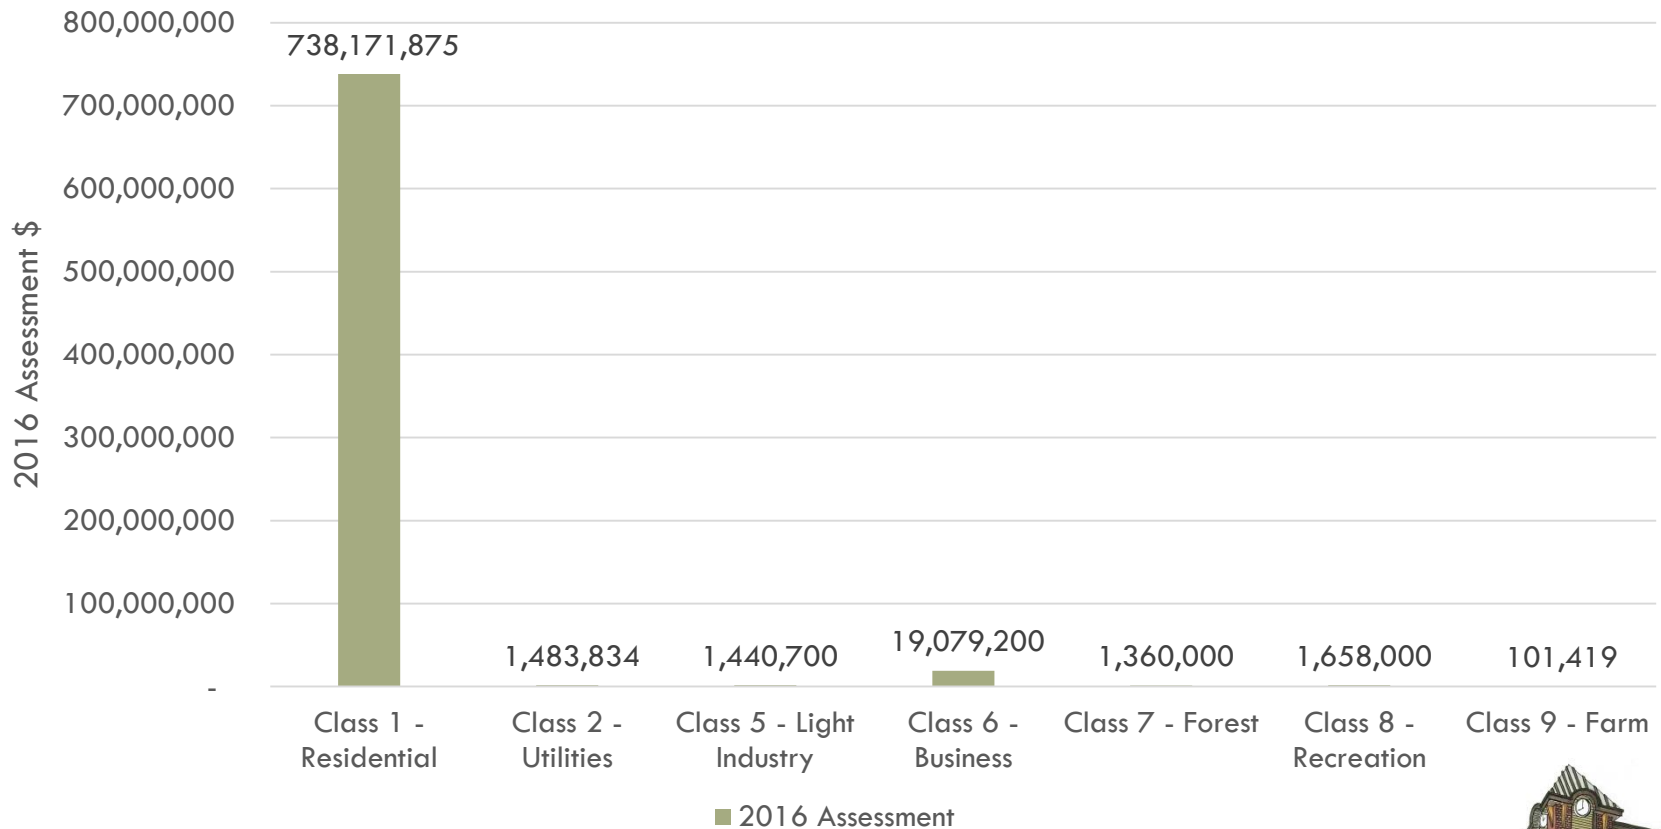 800,000,000
700,000,000
600,000,000
500,000,000
400,000,000
300,000,000
200,000,000
100,000,000
-
2016 Assessment $
738,171,875
1,483,834
1,440,700
19,079,200
1,360,000
1,658,000
101,419
Class 1 -
Residential
Class 2 -
Utilities
Class 5 - Light
Industry
Class 6 -
Business
Class 7 - Forest
Class 8 -
Recreation
Class 9 - Farm
2016 Assessment